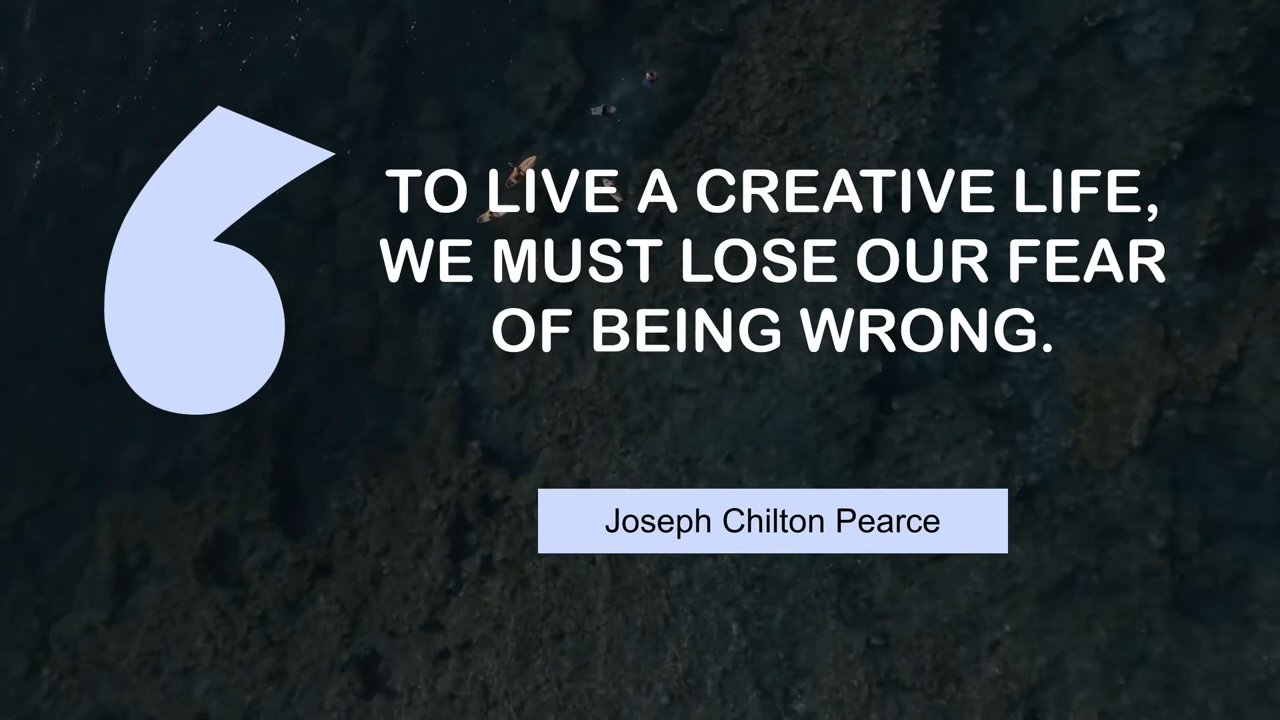 TO LIVE A CREATIVE LIFE,
WE MUST LOSE OUR FEAR
OF BEING WRONG.
Joseph Chilton Pearce